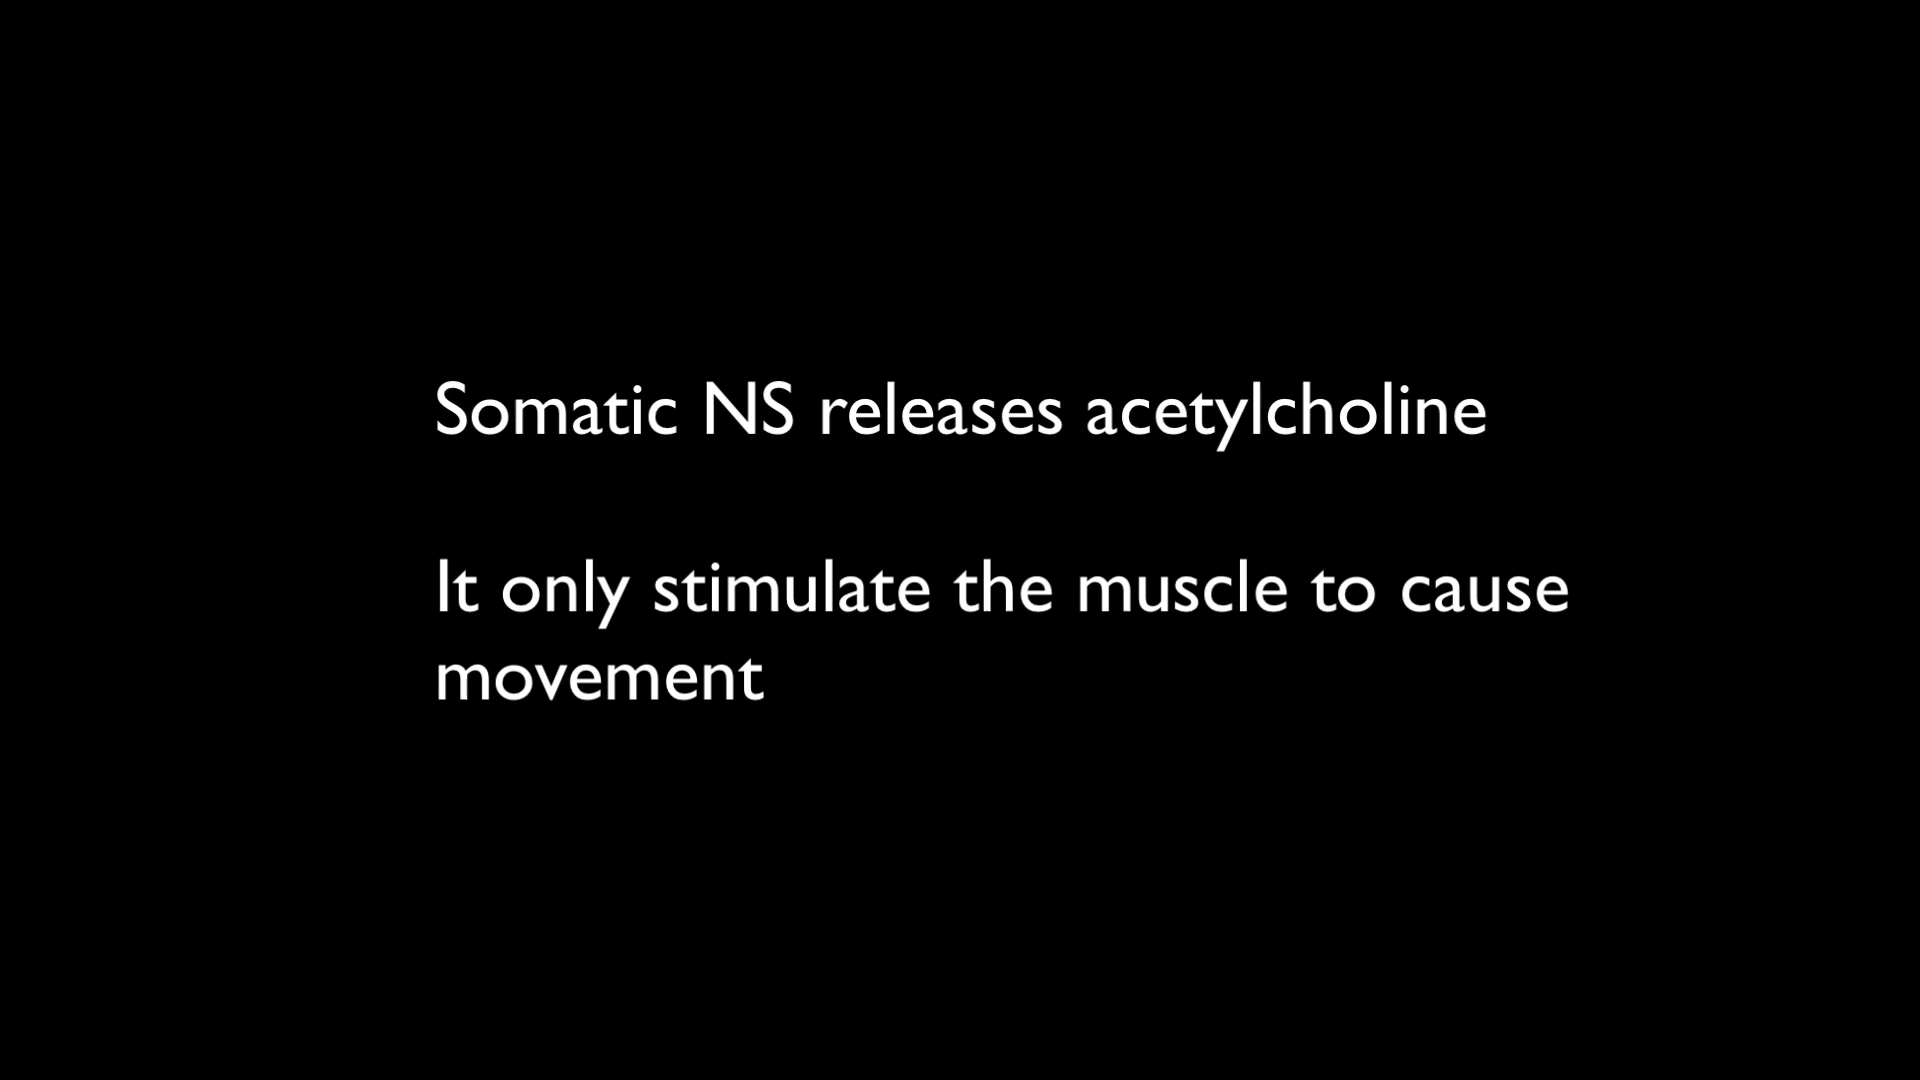 Somatic NS releases acetylcholine
It only stimulate the muscle to cause
movement